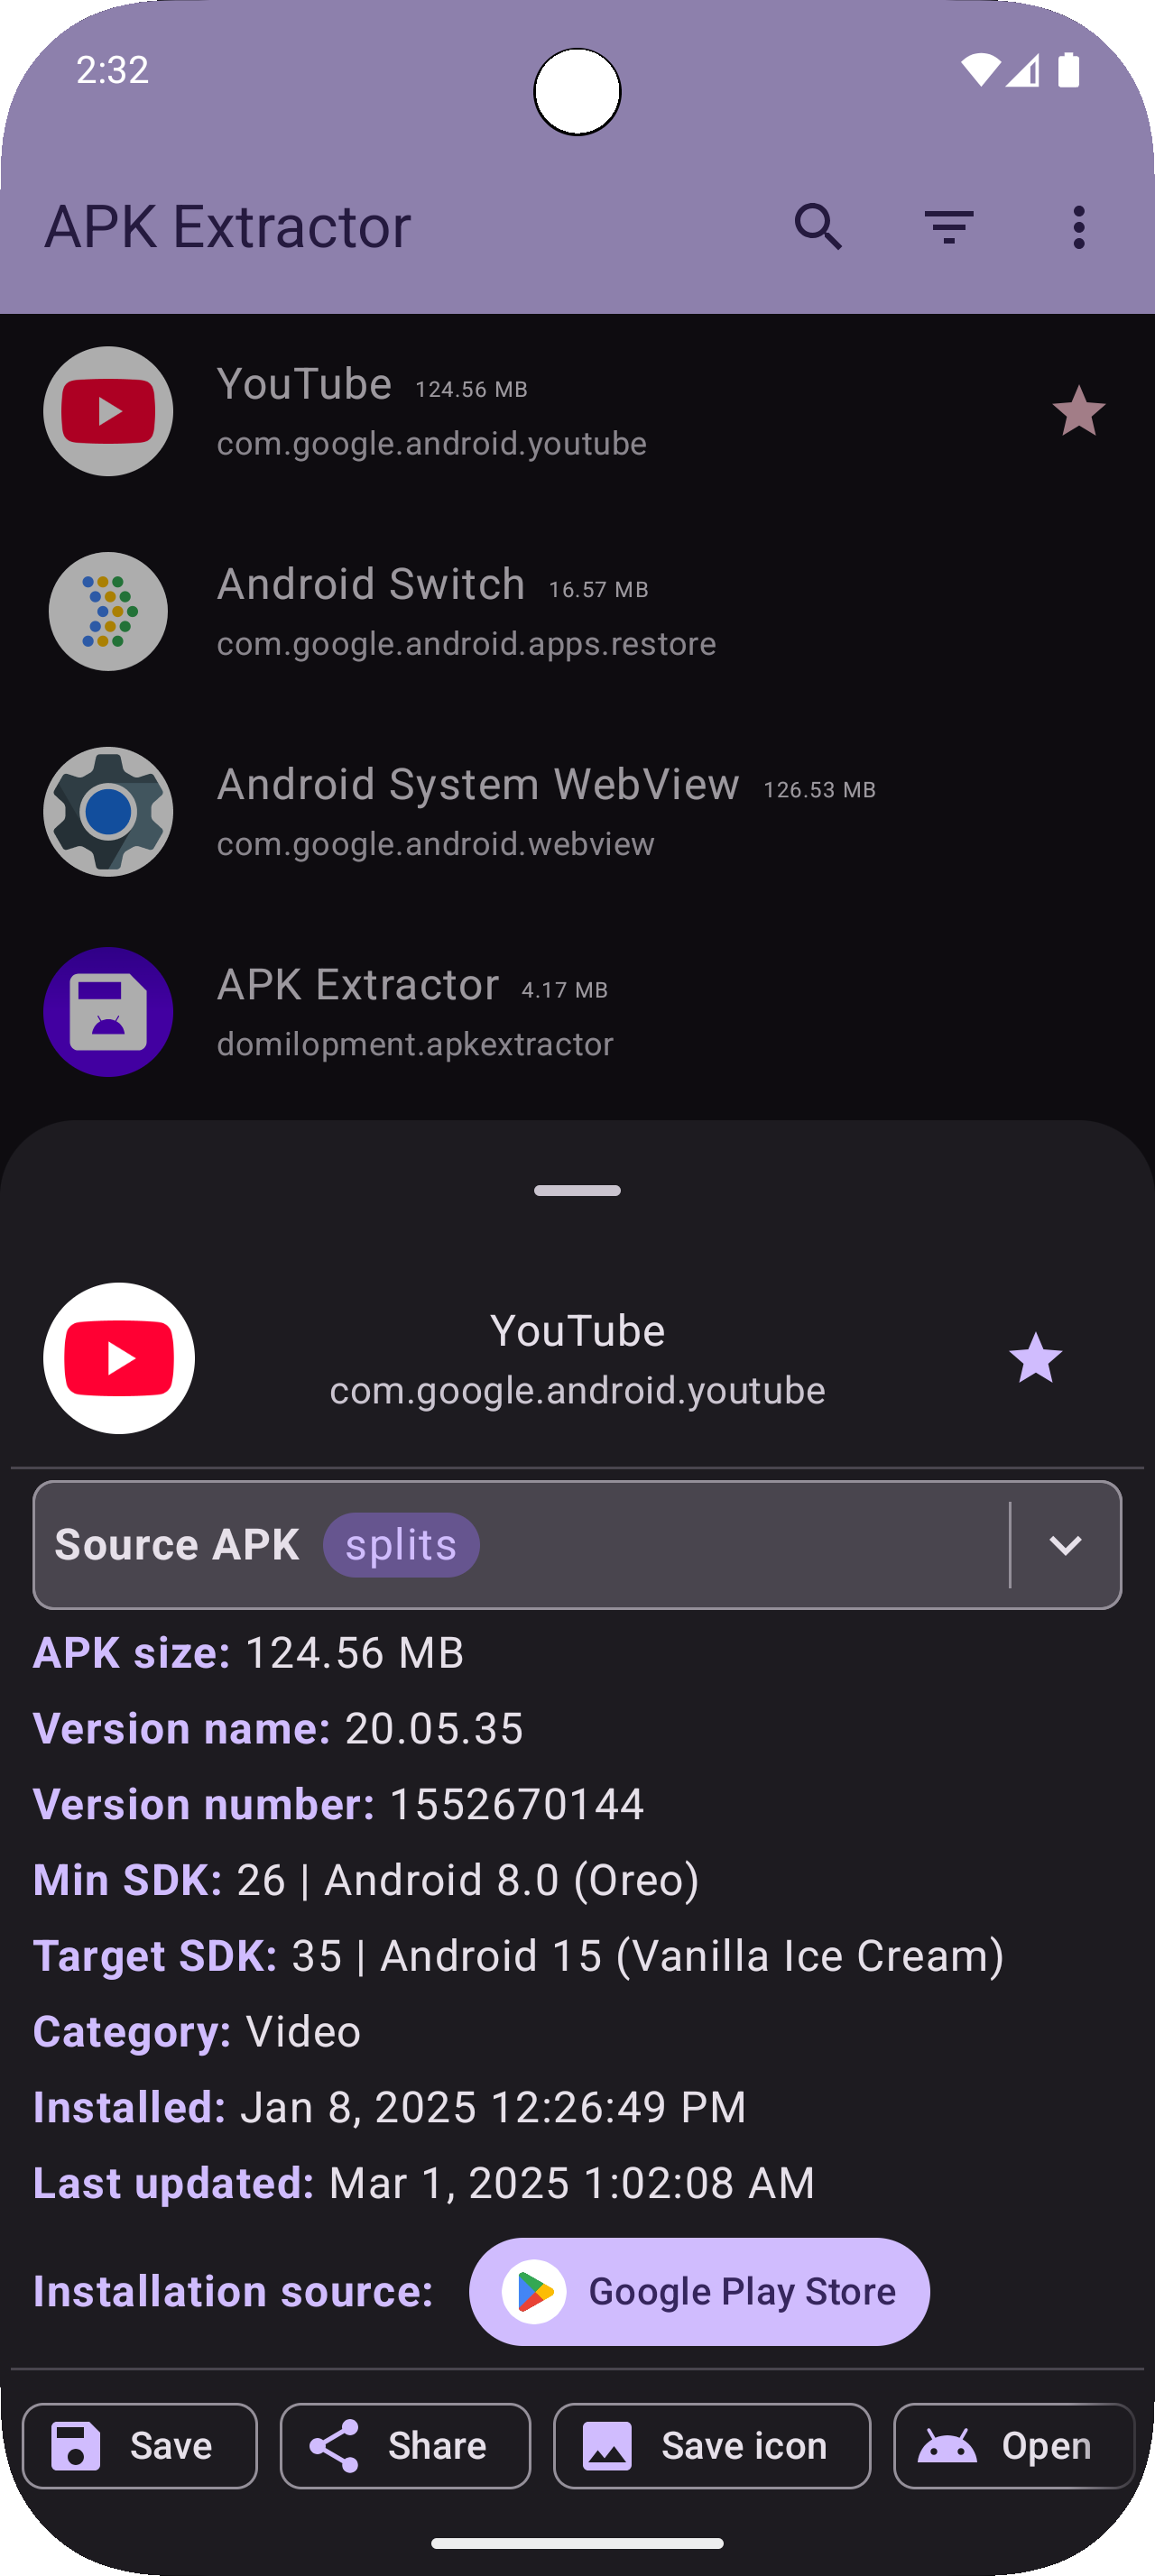 2:32
APK Extractor
YouTube 124.56 MB
com.google.android.youtube
Android Switch 16.57 MB
com.google.android.apps.restore
Android System WebView 126.53 MB
com.google.android.webview
APK Extractor 4.17 MB
domilopment.apkextractor
YouTube
com.google.android.youtube
Source APK splits
APK size: 124.56 MB
Version name: 20.05.35
Version number: 1552670144
Min SDK: 26 | Android 8.0 (Oreo)
Target SDK: 35 | Android 15 (Vanilla Ice Cream)
Category: Video
Installed: Jan 8, 2025 12:26:49 PM
Last updated: Mar 1, 2025 1:02:08 AM
Installation source: Google Play Store
Save Share Save icon Open